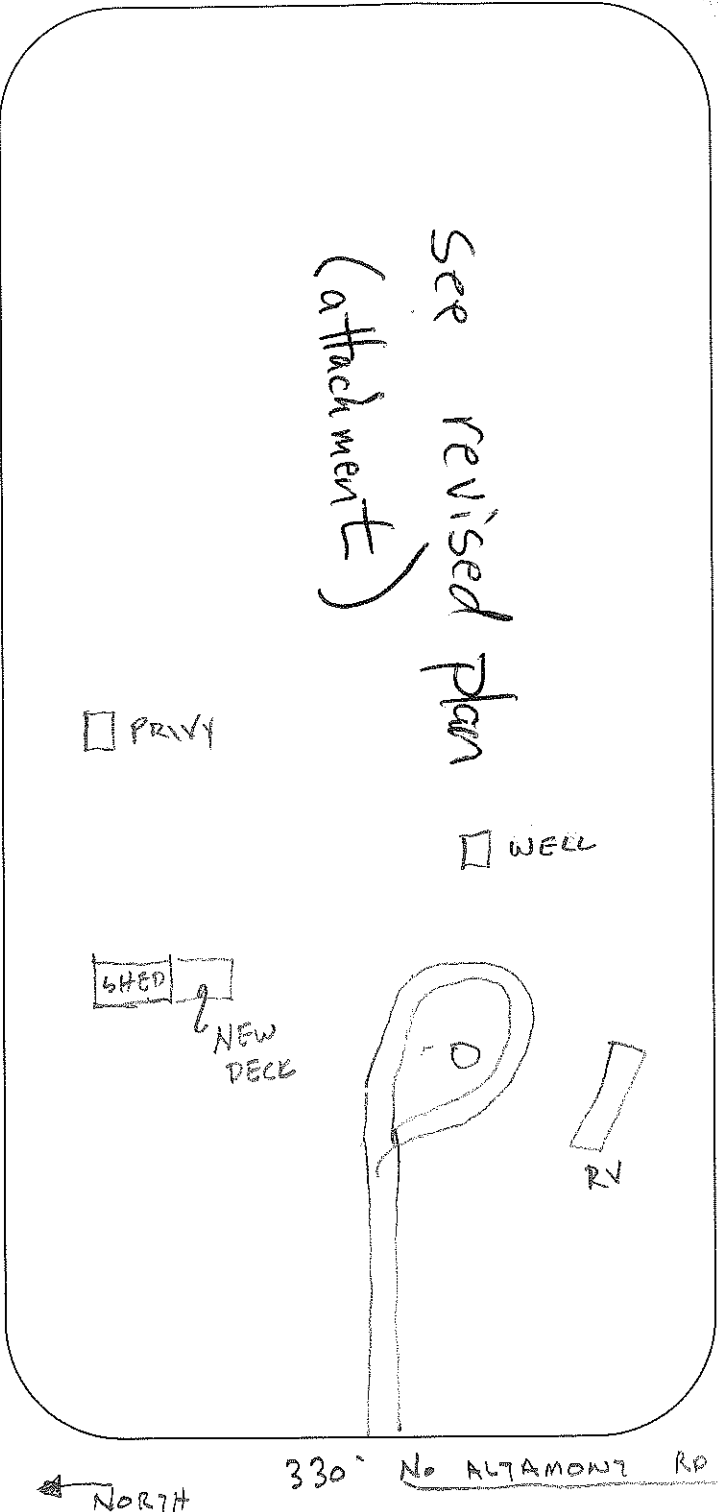 See revised plan
(attachment)
PRIVY
WELL
SHED
NEW
DECK
RV
330' No ALTAMONT RD
NORTH